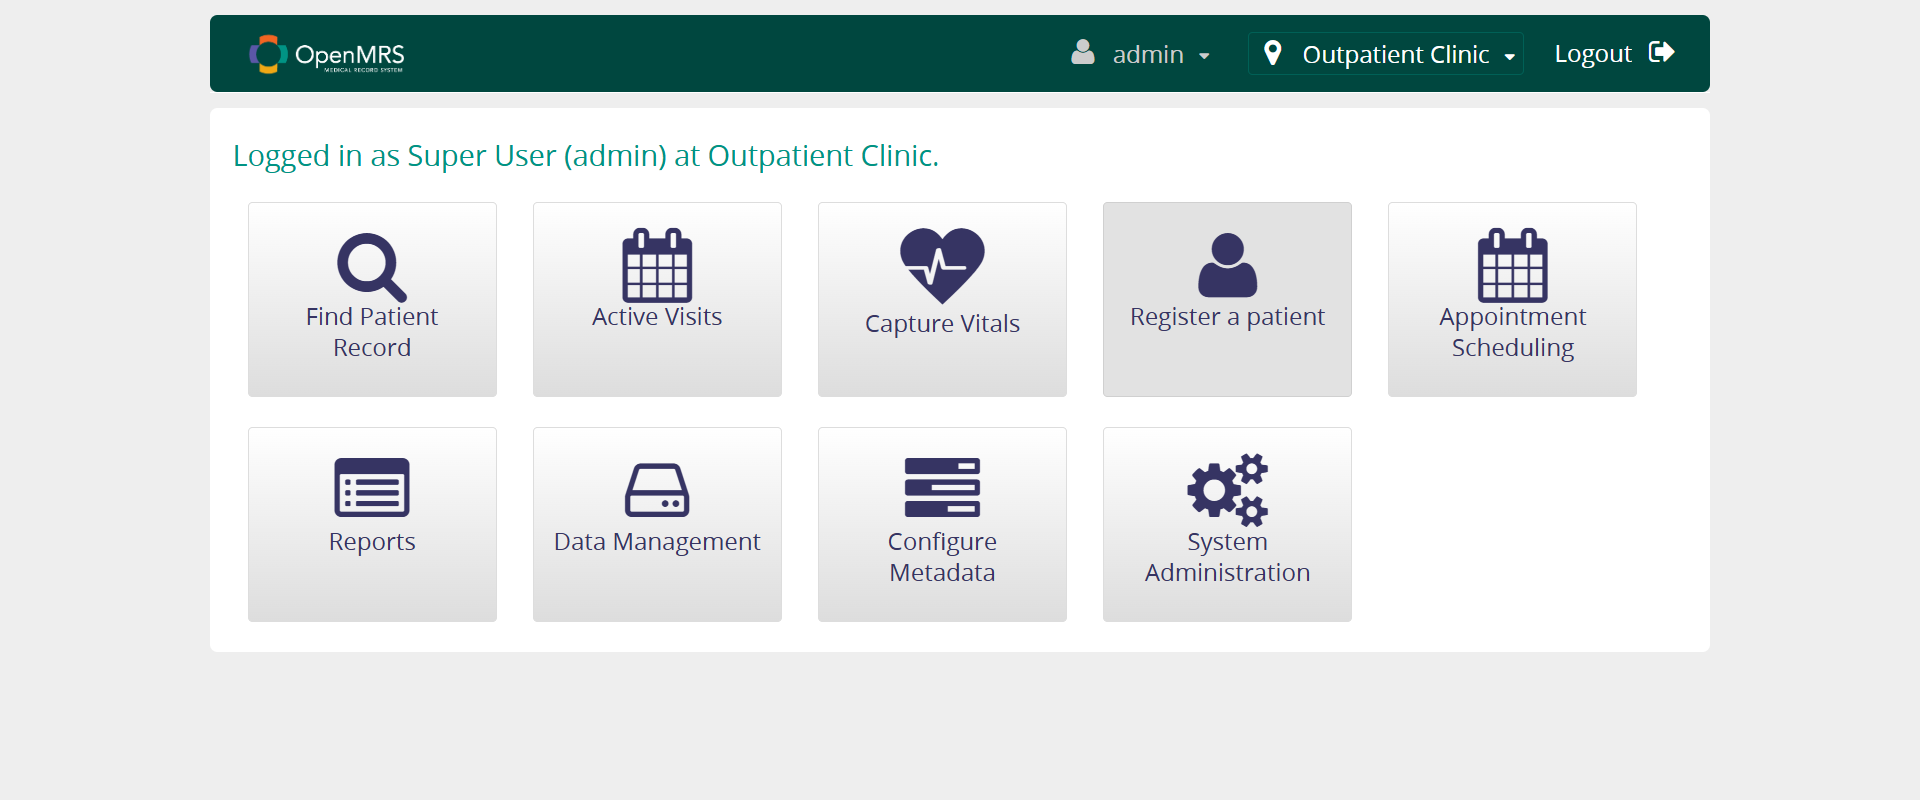 OpenMRS
MEDICAL RECORD SYSTEM
admin
Outpatient Clinic
Logout
Logged in as Super User (admin) at Outpatient Clinic.
Find Patient
Record
Active Visits
Capture Vitals
Register a patient
Appointment
Scheduling
Reports
Data Management
Configure
Metadata
System
Administration